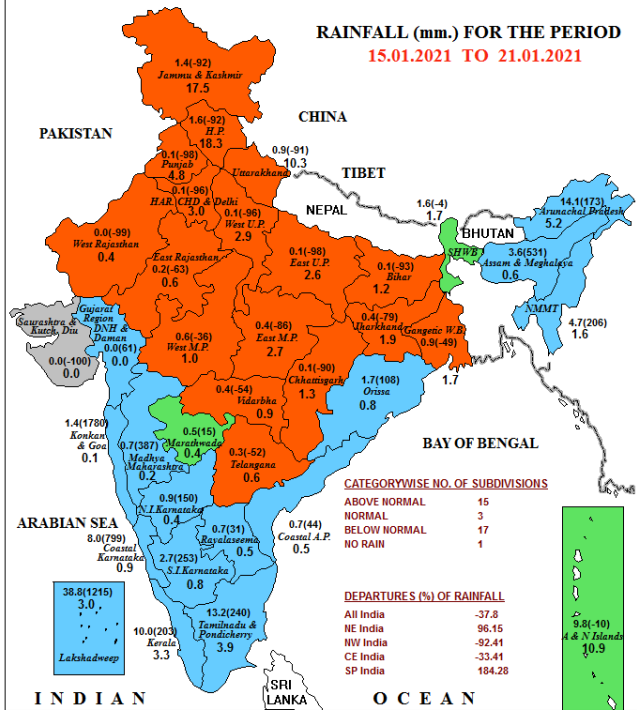 RAINFALL (mm.) FOR THE PERIOD
15.01.2021 TO 21.01.2021
1.4(-92)
Jammu & Kashmir
17.5
CHINA
1.6(-92)
H.P.
18.3
PAKISTAN
0.1(-98)
Punjab
4.8
0.9(-91)
10.3
Uttarakhand
TIBET
0.1(-96)
HAR. CHD & Delhi
3.0
NEPAL
1.6(-4)
1.7
14.1(173)
Arunachal Pradesh
5.2
0.1(-96)
West U.P.
2.9
BHUTAN
0.0(-99)
West Rajasthan
0.4
SHWB
3.6(531)
Assam & Meghalaya
0.6
East Rajasthan
0.2(-63)
0.6
0.1(-98)
East U.P.
2.6
0.1(-93)
Bihar
1.2
NMMT
4.7(206)
1.6
Gujarat
Region
DNH &
Daman
0.0(61)
0.0
Saurashtra &
Kutch, Diu
0.0(-100)
0.0
0.6(-36)
West M.P.
1.0
0.4(-86)
East M.P.
2.7
0.4(-79)
Jharkhand
1.9
Gangetic W.B.
0.9(-49)
1.7
0.1(-90)
Chhattisgarh
1.3
1.7(108)
Orissa
0.8
0.4(-54)
Vidarbha
0.9
1.4(1780)
Konkan
& Goa
0.1
0.5(15)
Marathwada
0.4
0.7(387)
Madhya
Maharashtra
0.2
0.3(-52)
Telangana
0.6
BAY OF BENGAL
CATEGORYWISE NO. OF SUBDIVISIONS
ABOVE NORMAL 15
NORMAL 3
BELOW NORMAL 17
NO RAIN 1
0.9(150)
N.I.Karnataka
0.4
ARABIAN SEA
8.0(799)
Coastal
Karnataka
0.9
0.7(31)
Rayalaseema
0.5
0.7(44)
Coastal A.P.
0.5
2.7(253)
S.I.Karnataka
0.8
38.8(1215)
3.0
Lakshadweep
13.2(240)
Tamilnadu &
Pondicherry
3.9
10.0(203)
Kerala
3.3
DEPARTURES (%) OF RAINFALL
All India -37.8
NE India 96.15
NW India -92.41
CE India -33.41
SP India 184.28
9.8(-10)
A & N Islands
10.9
SRI
LANKA
INDIAN OCEAN